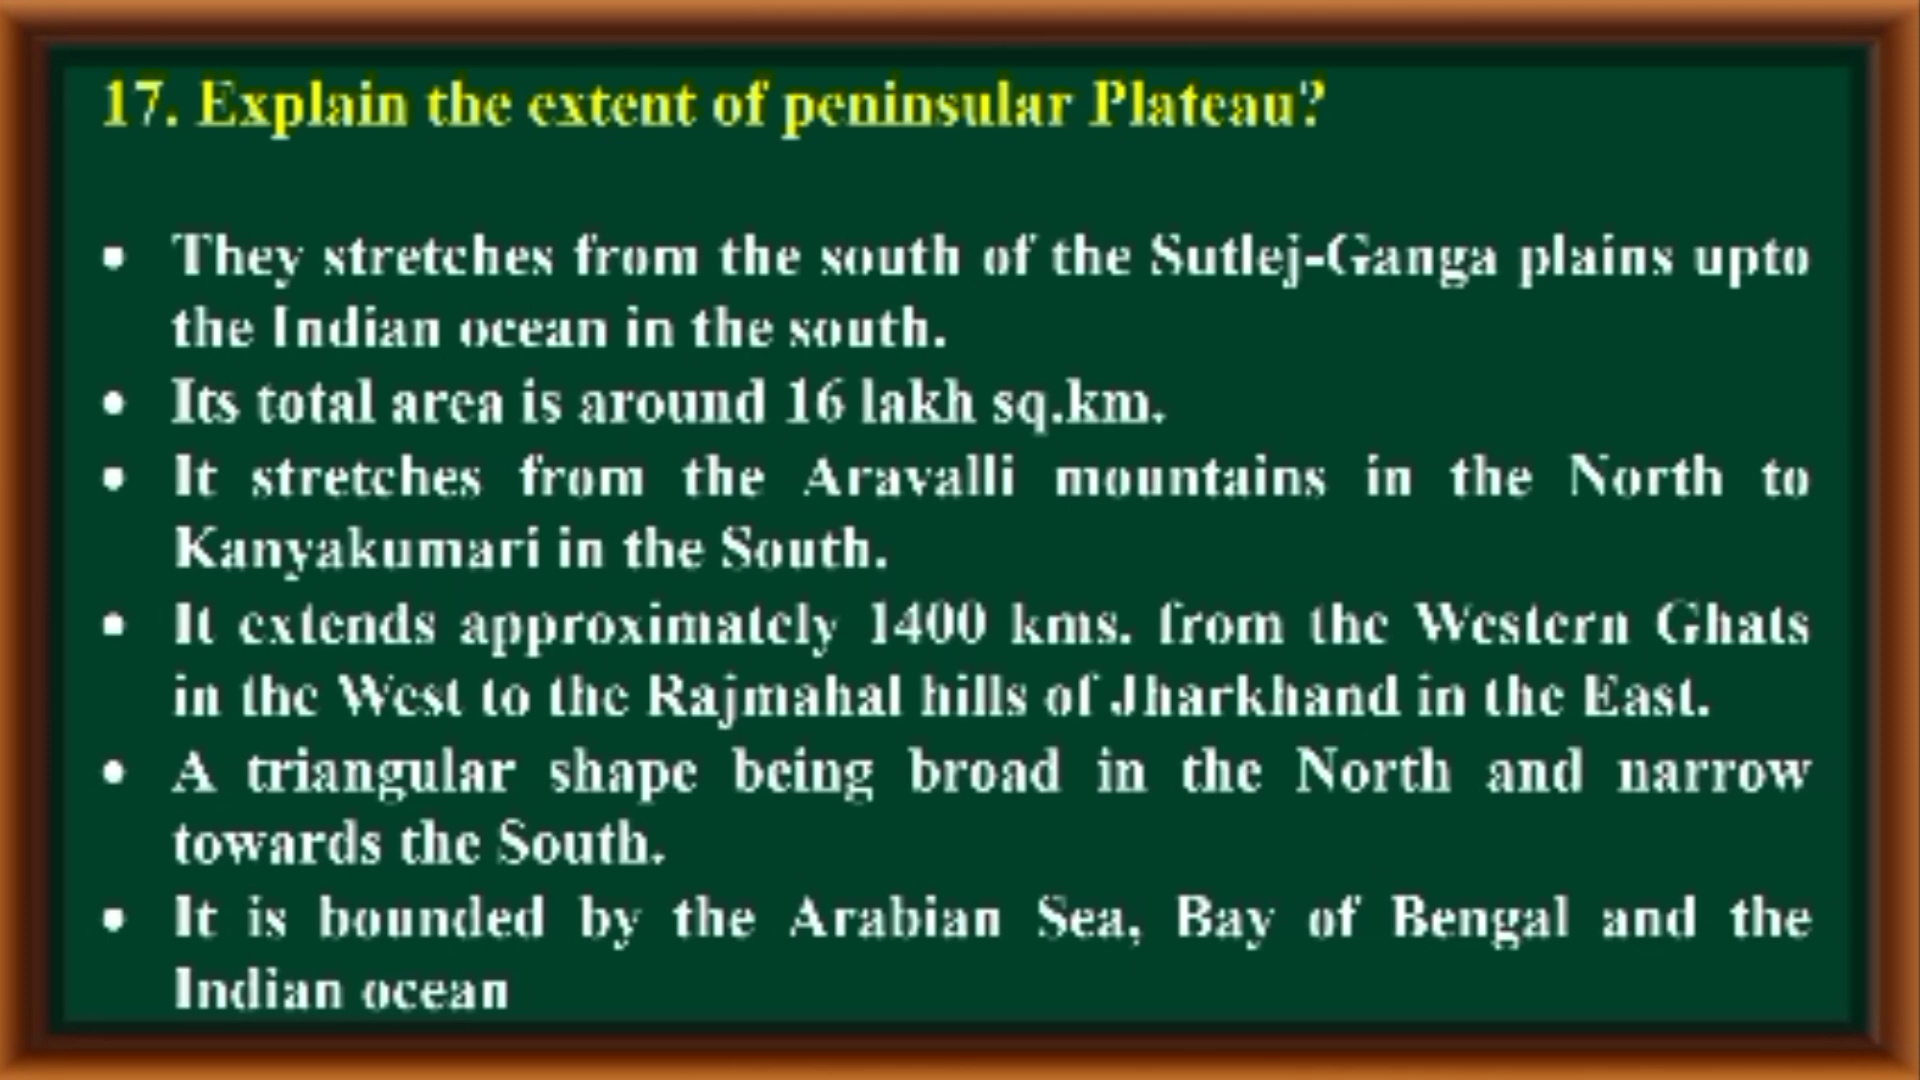 17. Explain the extent of peninsular Plateau?
• They stretches from the south of the Sutlej-Ganga plains upto
the Indian ocean in the south.
• Its total area is around 16 lakh sq.km.
• It stretches from the Aravalli mountains in the North to
Kanyakumari in the South.
• It extends approximately 1400 kms. from the Western Ghats
in the West to the Rajmahal hills of Jharkhand in the East.
• A triangular shape being broad in the North and narrow
towards the South.
• It is bounded by the Arabian Sea, Bay of Bengal and the
Indian ocean